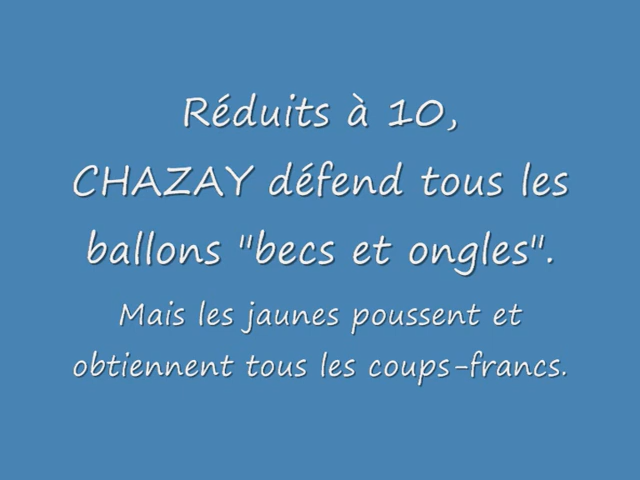 Réduits à 10,
CHAZAY défend tous les
ballons "becs et ongles".
Mais les jaunes poussent et
obtiennent tous les coups-francs.